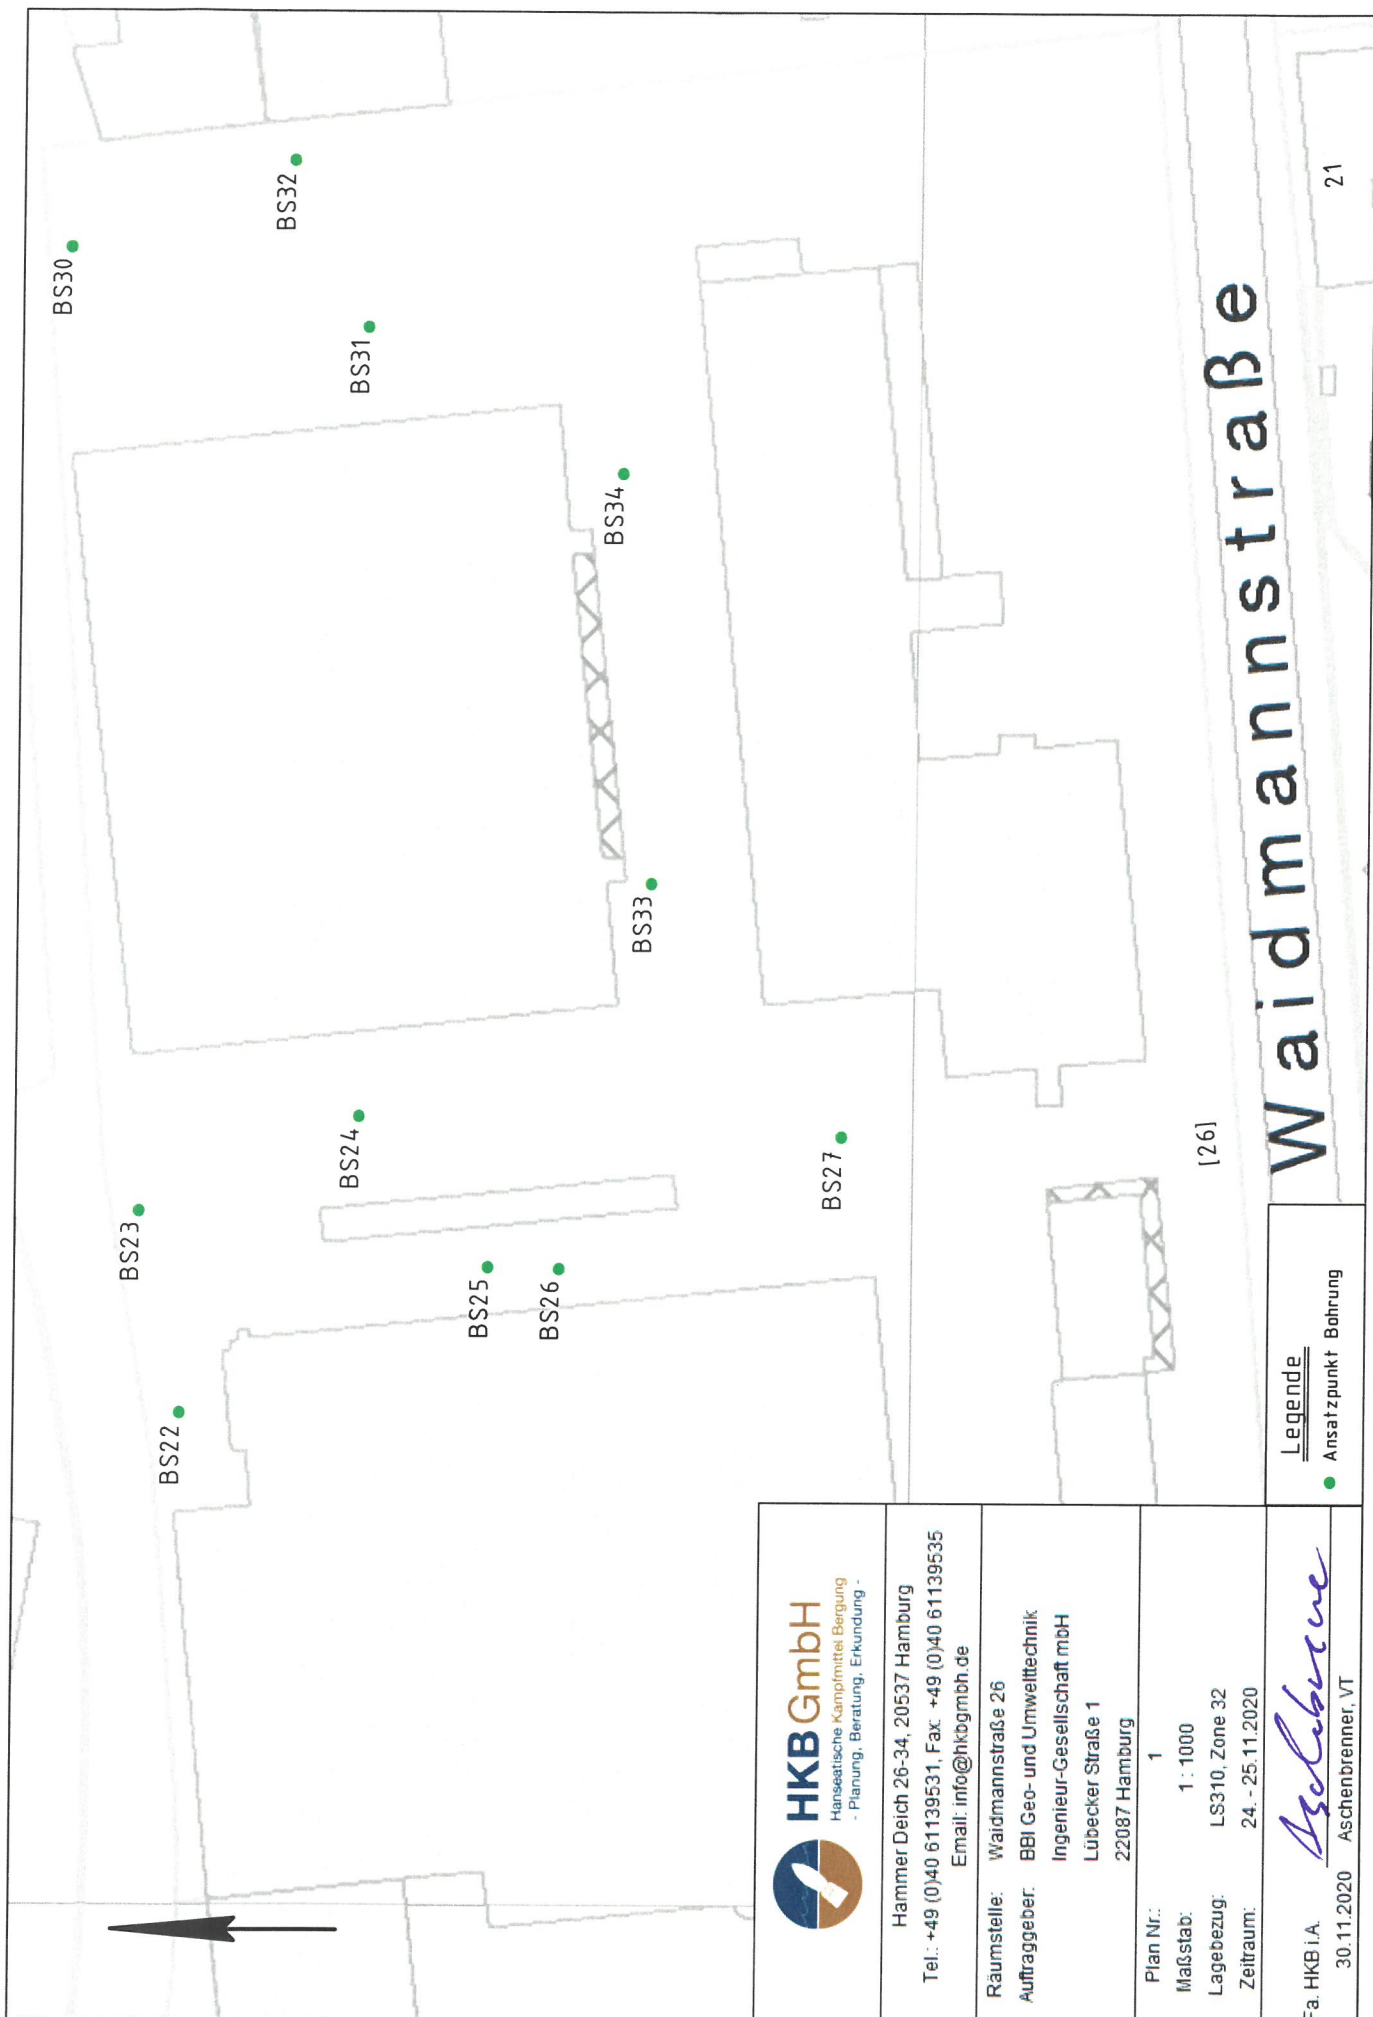 BS30
BS32
BS31
BS34
BS33
BS23
BS24
BS22
BS25
BS26
BS27
21
[26]
Waidmannstraße
Legende
Ansatzpunkt Bohrung
HKB GmbH
Hanseatische Kampfmittel Bergung
- Planung, Beratung, Erkundung -
Hammer Deich 26-34, 20537 Hamburg
Tel.: +49 (0)40 61139531, Fax: +49 (0)40 61139535
Email: info@hkbgmbh.de
Räumstelle: Waidmannstraße 26
Auftraggeber: BBI Geo- und Umwelttechnik
Ingenieur-Gesellschaft mbH
Lübecker Straße 1
22087 Hamburg
Plan Nr.: 1
Maßstab: 1 : 1000
Lagebezug: LS310, Zone 32
Zeitraum: 24. - 25.11.2020
Fa. HKB i.A.
30.11.2020 Aschenbrenner, VT